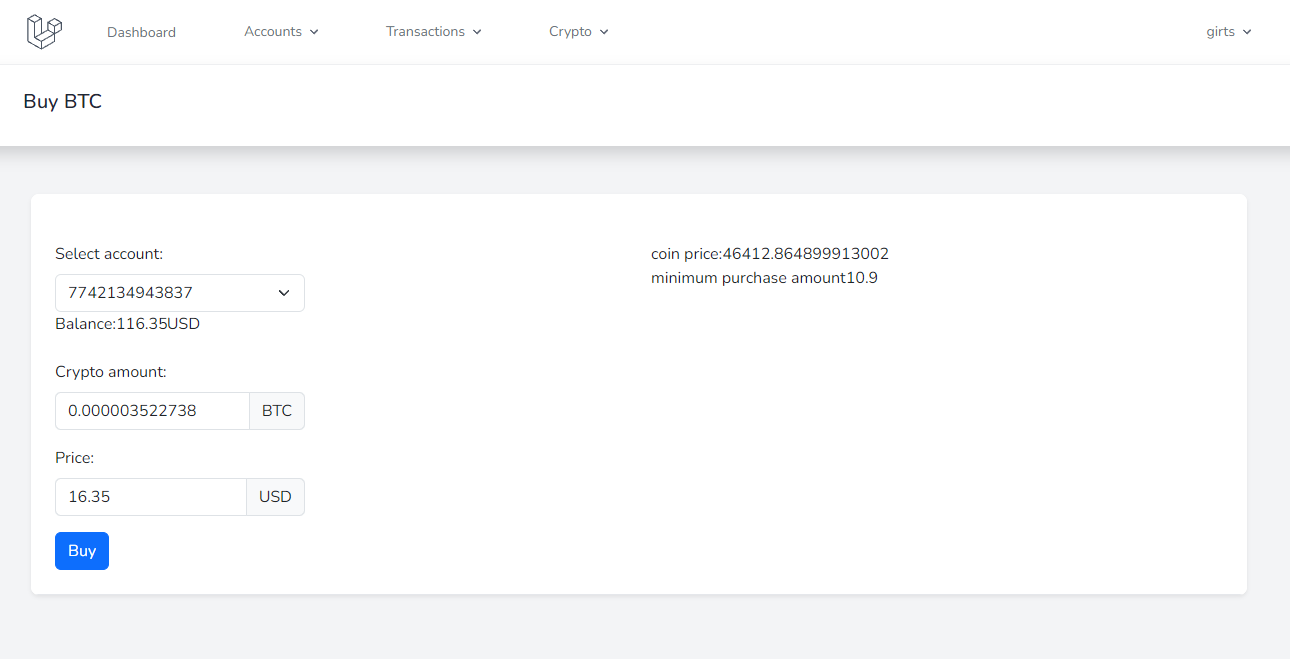 Dashboard Accounts Transactions Crypto girts
Buy BTC
Select account:
7742134943837
Balance:116.35USD
Crypto amount:
0.000003522738 BTC
Price:
16.35 USD
Buy
coin price:46412.864899913002
minimum purchase amount10.9